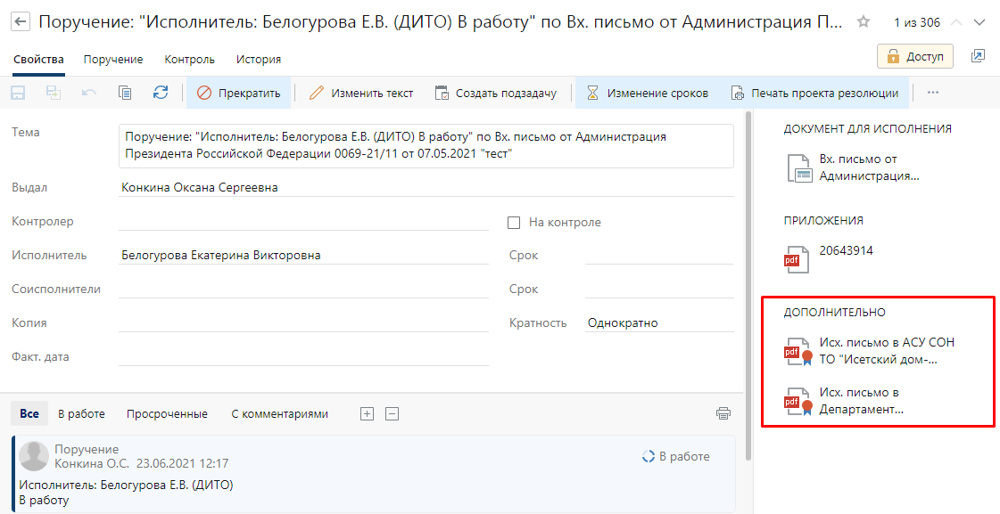 Поручение: "Исполнитель: Белогурова Е.В. (ДИТО) В работу" по Вх. письмо от Администрация П...
1 из 306
Свойства
Поручение
Контроль
История
Доступ
Прекратить
Изменить текст
Создать подзадачу
Изменение сроков
Печать проекта резолюции
Тема
Поручение: "Исполнитель: Белогурова Е.В. (ДИТО) В работу" по Вх. письмо от Администрация
Президента Российской Федерации 0069-21/11 от 07.05.2021 "тест"
Выдал
Конкина Оксана Сергеевна
Контролер
На контроле
Исполнитель
Белогурова Екатерина Викторовна
Срок
Соисполнители
Срок
Копия
Кратность
Однократно
Факт. дата
Все
В работе
Просроченные
С комментариями
Поручение
Конкина О.С. 23.06.2021 12:17
В работе
Исполнитель: Белогурова Е.В. (ДИТО)
В работу
ДОКУМЕНТ ДЛЯ ИСПОЛНЕНИЯ
Вх. письмо от
Администрация...
ПРИЛОЖЕНИЯ
pdf
20643914
ДОПОЛНИТЕЛЬНО
pdf
Исх. письмо в АСУ СОН
ТО "Исетский дом-...
pdf
Исх. письмо в
Департамент...